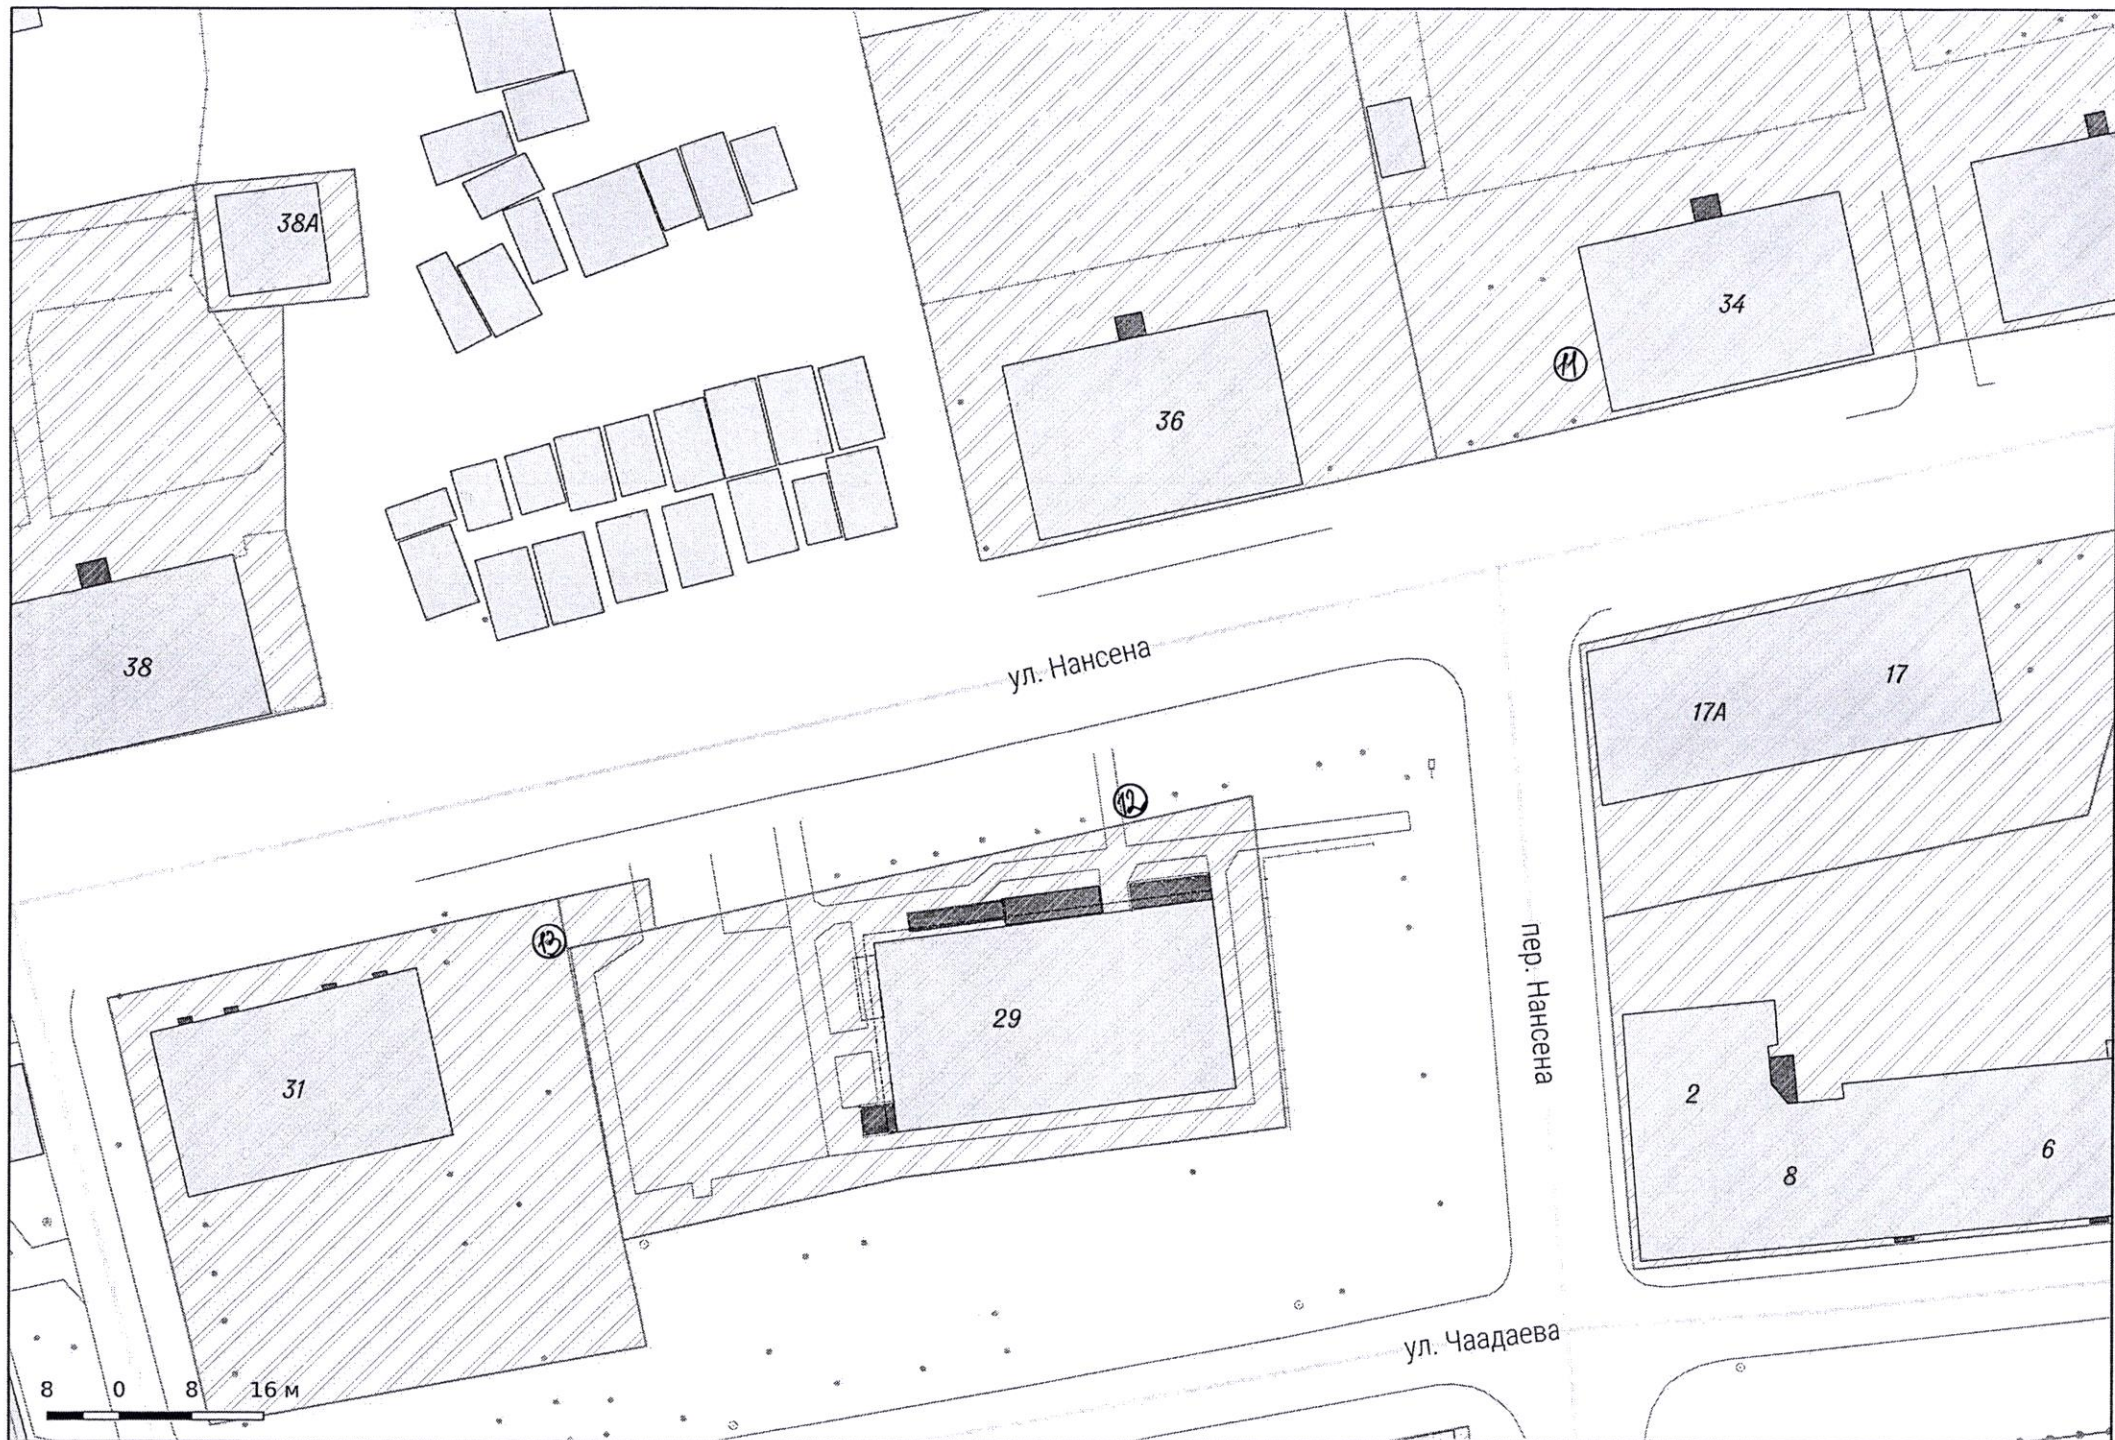 38А
34
11
36
38
ул. Нансена
17
17А
12
13
пер. Нансена
29
31
2
6
8
ул. Чаадаева
8 0 8 16 м